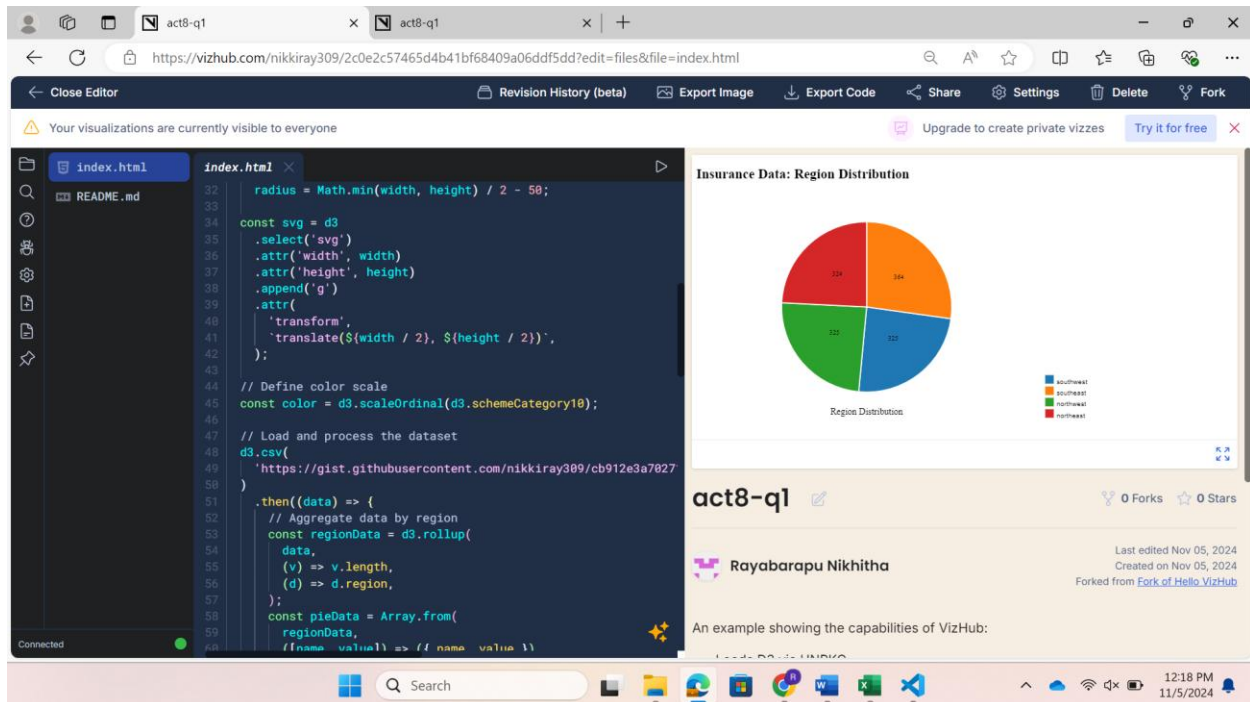 act8-q1
act8-q1
https://vizhub.com/nikkiray309/2c0e2c57465d4b41bf68409a06ddf5dd?edit=files&file=index.html
Close Editor
Revision History (beta)
Export Image
Export Code
Share
Settings
Delete
Fork
Your visualizations are currently visible to everyone
Upgrade to create private vizzes
Try it for free
index.html
README.md
index.html
32 radius = Math.min(width, height) / 2 - 50;
33
34 const svg = d3
35 .select('svg')
36 .attr('width', width)
37 .attr('height', height)
38 .append('g')
39 .attr(
40 'transform',
41 `translate(${width / 2}, ${height / 2})`,
42 );
43
44 // Define color scale
45 const color = d3.scaleOrdinal(d3.schemeCategory10);
46
47 // Load and process the dataset
48 d3.csv(
49 'https://gist.githubusercontent.com/nikkiray309/cb912e3a7027
50 )
51 .then((data) => {
52 // Aggregate data by region
53 const regionData = d3.rollup(
54 data,
55 (v) => v.length,
56 (d) => d.region,
57 );
58 const pieData = Array.from(
59 regionData,
60 ([name, value]) => ({ name, value })
Connected
Insurance Data: Region Distribution
324
364
325
325
southwest
southeast
northwest
northeast
Region Distribution
act8-q1
0 Forks
0 Stars
Rayabarapu Nikhitha
Last edited Nov 05, 2024
Created on Nov 05, 2024
Forked from Fork of Hello VizHub
An example showing the capabilities of VizHub:
Search
12:18 PM
11/5/2024